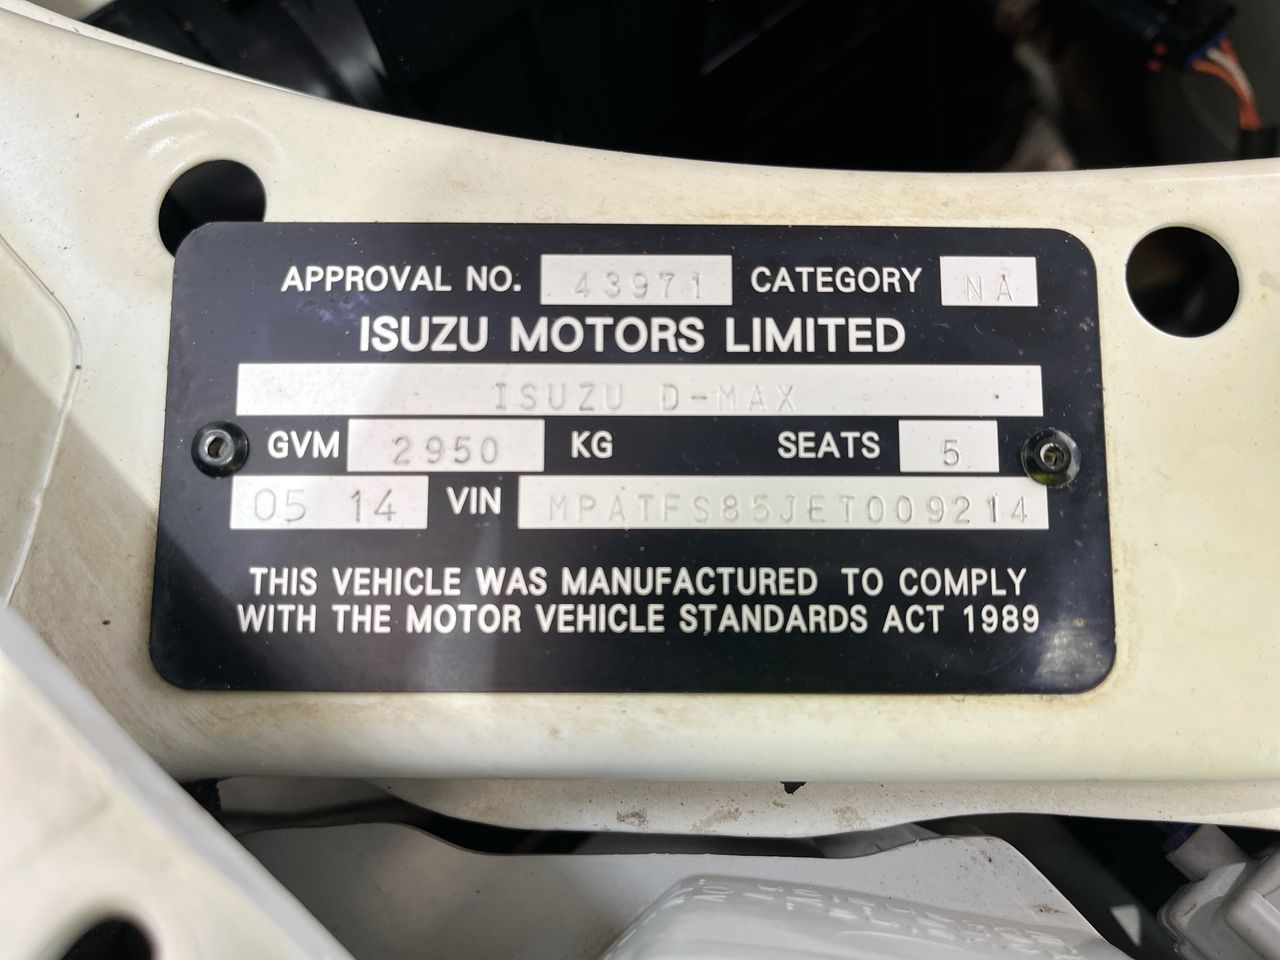 APPROVAL NO. 43971 CATEGORY NA
ISUZU MOTORS LIMITED
ISUZU D-MAX
GVM 2950 KG SEATS 5
05 14 VIN MPATFS85JET009214
THIS VEHICLE WAS MANUFACTURED TO COMPLY
WITH THE MOTOR VEHICLE STANDARDS ACT 1989